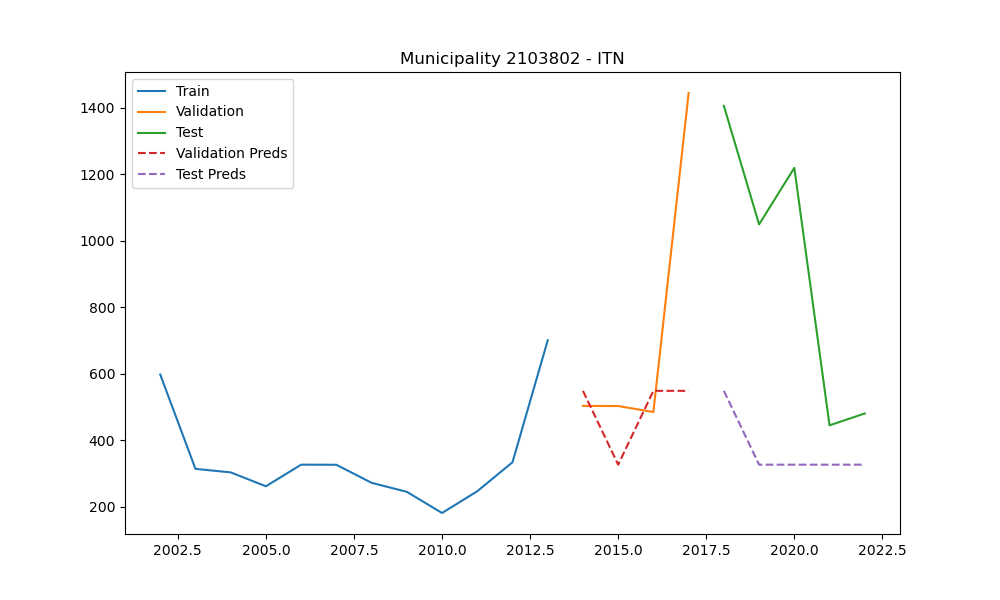 Municipality 2103802 - ITN
Train
Validation
Test
Validation Preds
Test Preds
1400
1200
1000
800
600
400
200
2002.5 2005.0 2007.5 2010.0 2012.5 2015.0 2017.5 2020.0 2022.5